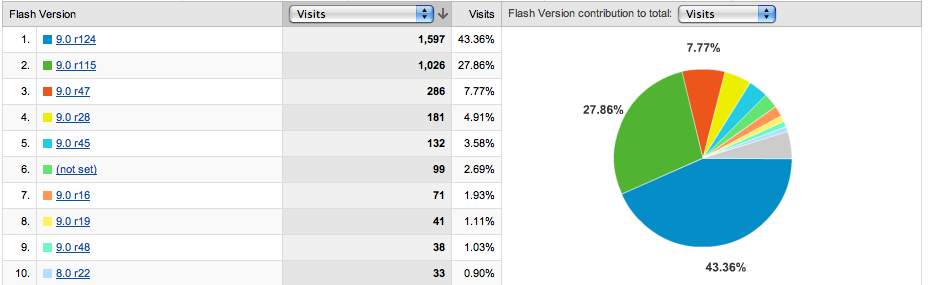 Flash Version Visits Visits Flash Version contribution to total: Visits
1. 9.0 r124 1,597 43.36%
2. 9.0 r115 1,026 27.86%
3. 9.0 r47 286 7.77%
4. 9.0 r28 181 4.91%
5. 9.0 r45 132 3.58%
6. (not set) 99 2.69%
7. 9.0 r16 71 1.93%
8. 9.0 r19 41 1.11%
9. 9.0 r48 38 1.03%
10. 8.0 r22 33 0.90%
7.77%
27.86%
43.36%